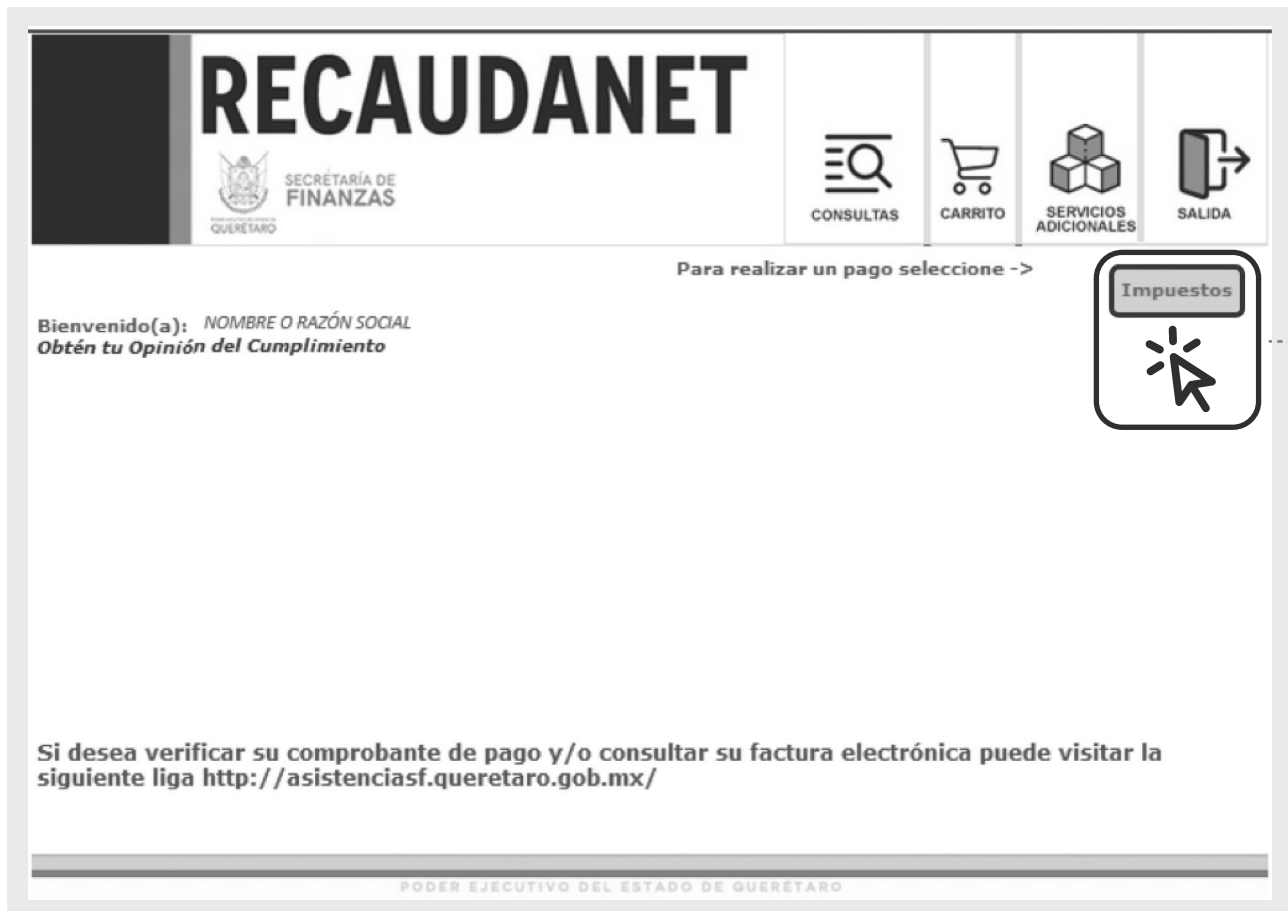 RECAUDANET
SECRETARÍA DE
FINANZAS
QUERÉTARO
CONSULTAS
CARRITO
SERVICIOS
ADICIONALES
SALIDA
Para realizar un pago seleccione ->
Impuestos
Bienvenido(a): NOMBRE O RAZÓN SOCIAL
Obtén tu Opinión del Cumplimiento
Si desea verificar su comprobante de pago y/o consultar su factura electrónica puede visitar la
siguiente liga http://asistenciasf.queretaro.gob.mx/
PODER EJECUTIVO DEL ESTADO DE QUERÉTARO